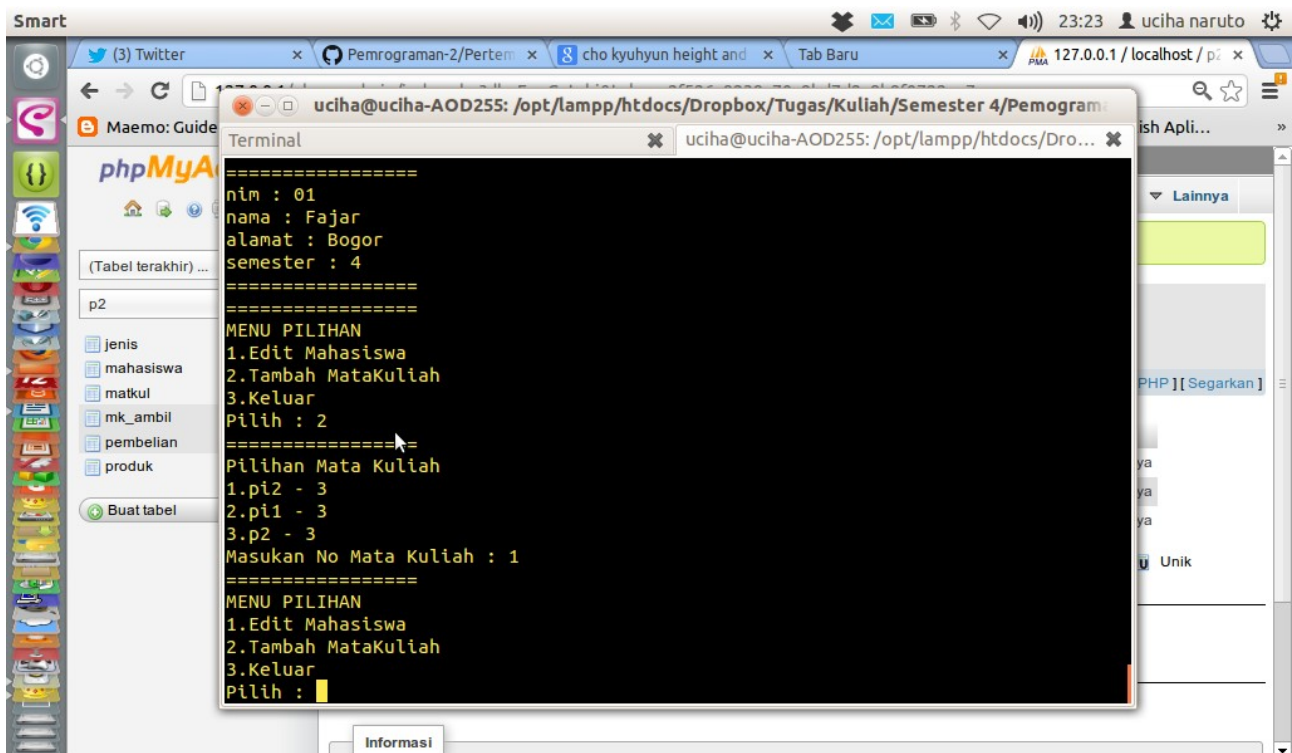 Smart
23:23 uciha naruto
(3) Twitter
Pemrograman-2/Pertem
cho kyuhyun height and
Tab Baru
127.0.0.1 / localhost / p2
Maemo: Guide
ish Apli...
»
uciha@uciha-AOD255: /opt/lampp/htdocs/Dropbox/Tugas/Kuliah/Semester 4/Pemogram
Terminal
uciha@uciha-AOD255: /opt/lampp/htdocs/Dro...
phpMyA
Lainnya
(Tabel terakhir) ...
p2
jenis
mahasiswa
matkul
mk_ambil
pembelian
produk
Buat tabel
=================
nim : 01
nama : Fajar
alamat : Bogor
semester : 4
=================
=================
MENU PILIHAN
1.Edit Mahasiswa
2.Tambah MataKuliah
3.Keluar
Pilih : 2
=================
Pilihan Mata Kuliah
1.pi2 - 3
2.pi1 - 3
3.p2 - 3
Masukan No Mata Kuliah : 1
=================
MENU PILIHAN
1.Edit Mahasiswa
2.Tambah MataKuliah
3.Keluar
Pilih :
PHP ] [ Segarkan ]
ya
ya
ya
Unik
Informasi